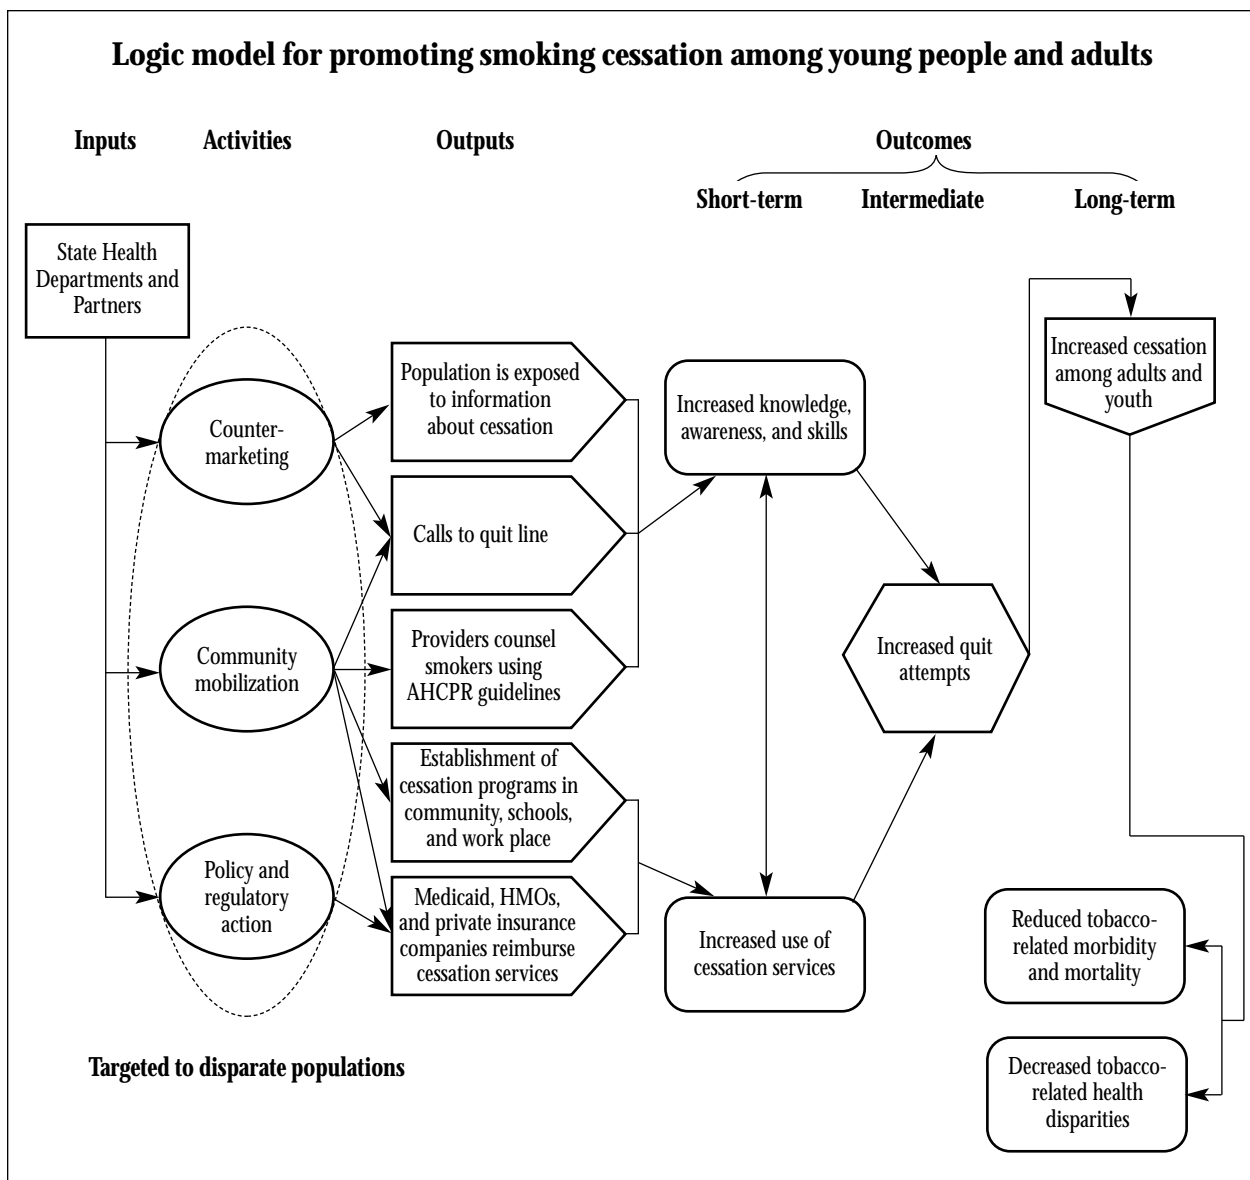 Logic model for promoting smoking cessation among young people and adults
Inputs
Activities
Outputs
Outcomes
Short-term
Intermediate
Long-term
State Health
Departments and
Partners
Counter-
marketing
Community
mobilization
Policy and
regulatory
action
Population is exposed
to information
about cessation
Calls to quit line
Providers counsel
smokers using
AHCPR guidelines
Establishment of
cessation programs in
community, schools,
and work place
Medicaid, HMOs,
and private insurance
companies reimburse
cessation services
Increased knowledge,
awareness, and skills
Increased use of
cessation services
Increased quit
attempts
Increased cessation
among adults and
youth
Reduced tobacco-
related morbidity
and mortality
Decreased tobacco-
related health
disparities
Targeted to disparate populations